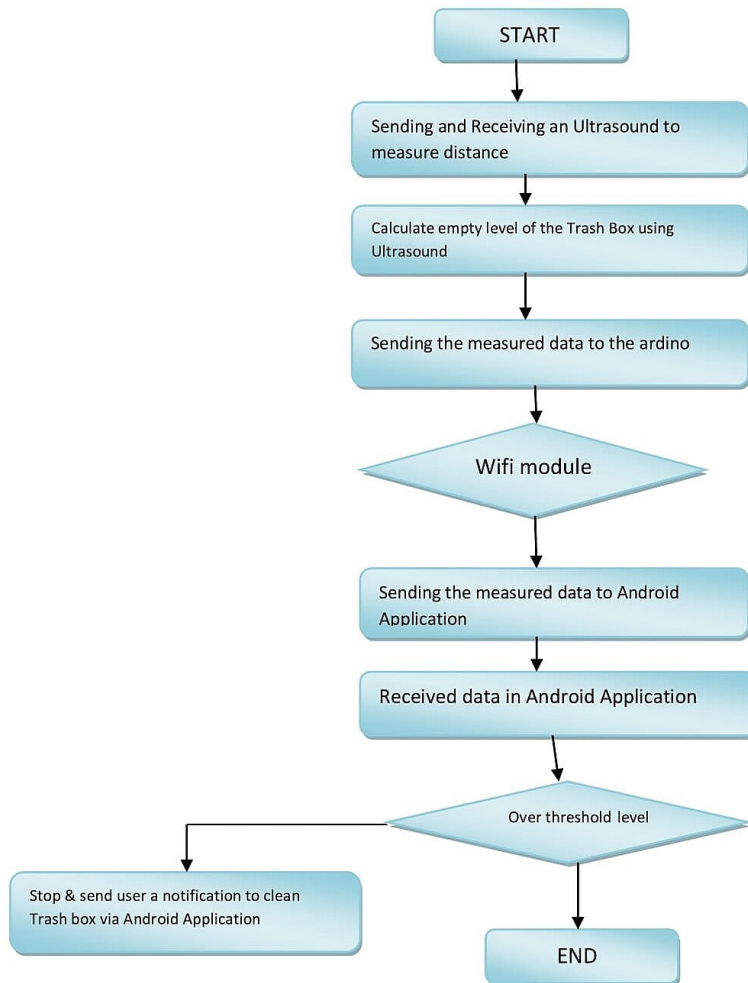 START
Sending and Receiving an Ultrasound to
measure distance
Calculate empty level of the Trash Box using
Ultrasound
Sending the measured data to the ardino
Wifi module
Sending the measured data to Android
Application
Received data in Android Application
Over threshold level
Stop & send user a notification to clean
Trash box via Android Application
END